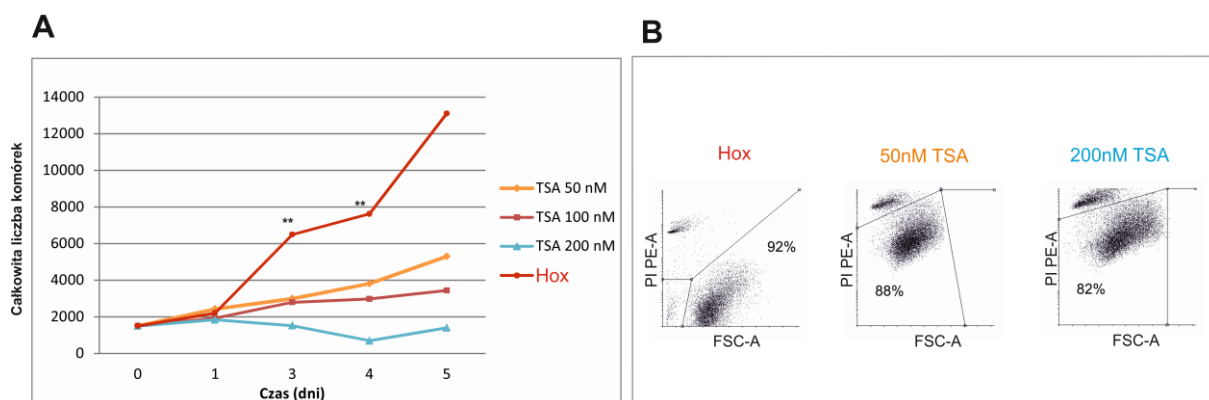 A
Całkowita liczba komórek
14000
12000
10000
8000
6000
4000
2000
0
**
**
0 1 3 4 5
Czas (dni)
TSA 50 nM
TSA 100 nM
TSA 200 nM
Hox
B
Hox
PI PE-A
92%
FSC-A
50nM TSA
PI PE-A
88%
FSC-A
200nM TSA
PI PE-A
82%
FSC-A